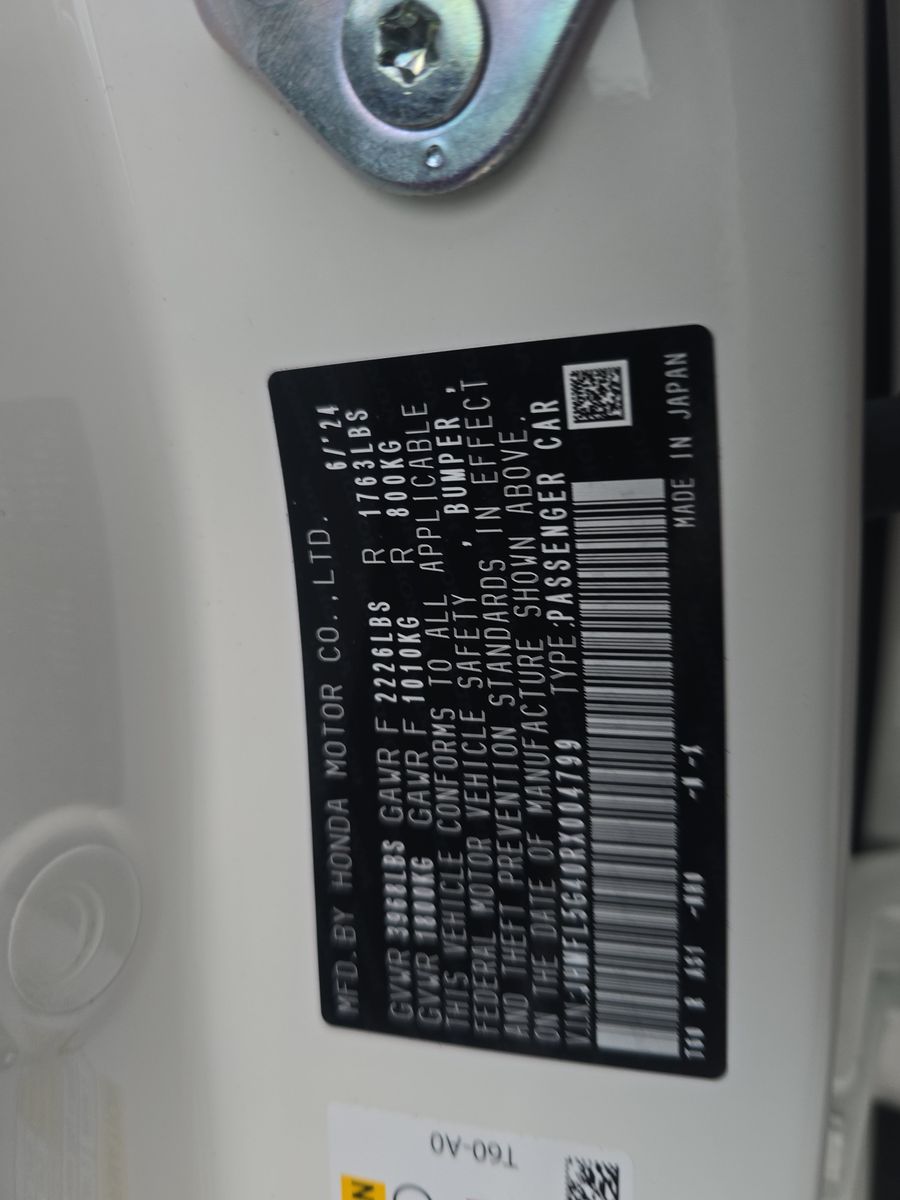 MFD. BY HONDA MOTOR CO., LTD. 6/'24
GVWR 3968LBS GAWR F 2226LBS R 1763LBS
GVWR 1800KG GAWR F 1010KG R 800KG
THIS VEHICLE CONFORMS TO ALL APPLICABLE
FEDERAL MOTOR VEHICLE SAFETY , BUMPER ,
AND THEFT PREVENTION STANDARDS IN EFFECT
ON THE DATE OF MANUFACTURE SHOWN ABOVE.
V.I.N.:JHMFL5G40RX004799 TYPE:PASSENGER CAR
MADE IN JAPAN
T60-A0
N